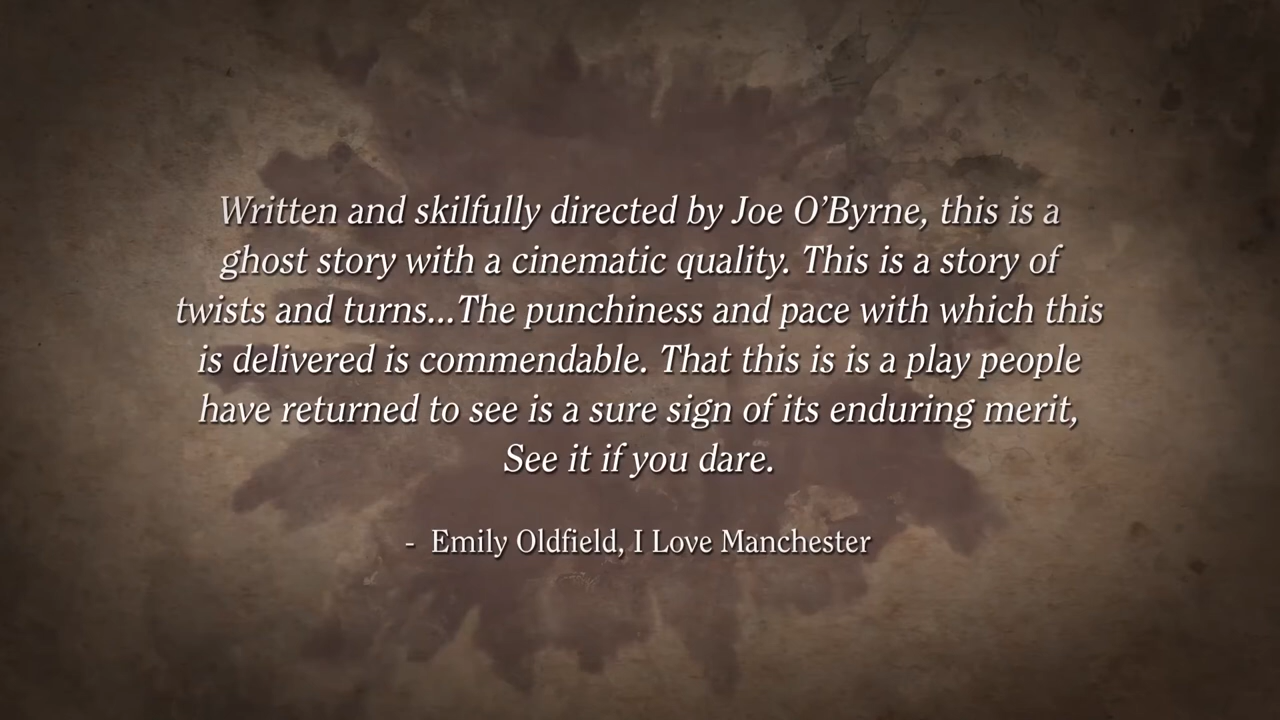 Written and skilfully directed by Joe O’Byrne, this is a
ghost story with a cinematic quality. This is a story of
twists and turns...The punchiness and pace with which this
is delivered is commendable. That this is is a play people
have returned to see is a sure sign of its enduring merit,
See it if you dare.
- Emily Oldfield, I Love Manchester